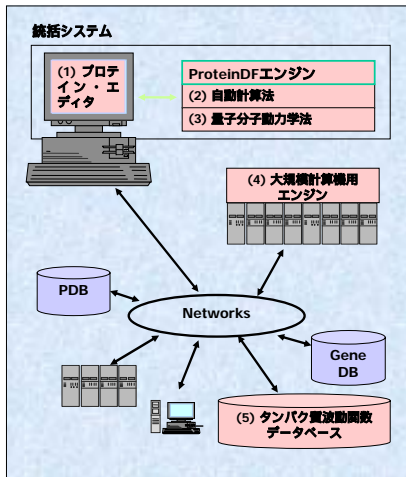 統括システム
(1) プロテ
イン・エ
ディタ
ProteinDFエンジン
(2) 自動計算法
(3) 量子分子動力学法
(4) 大規模計算機用
エンジン
PDB
Networks
Gene
DB
(5) タンパク質波動関数
データベース